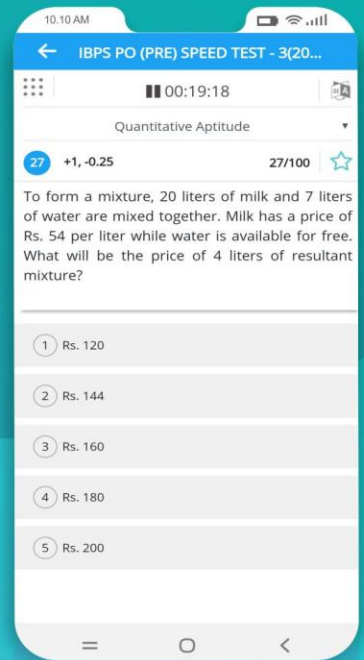 10.10 AM
IBPS PO (PRE) SPEED TEST - 3(20...
00:19:18
Quantitative Aptitude
27 +1, -0.25 27/100
To form a mixture, 20 liters of milk and 7 liters
of water are mixed together. Milk has a price of
Rs. 54 per liter while water is available for free.
What will be the price of 4 liters of resultant
mixture?
1 Rs. 120
2 Rs. 144
3 Rs. 160
4 Rs. 180
5 Rs. 200